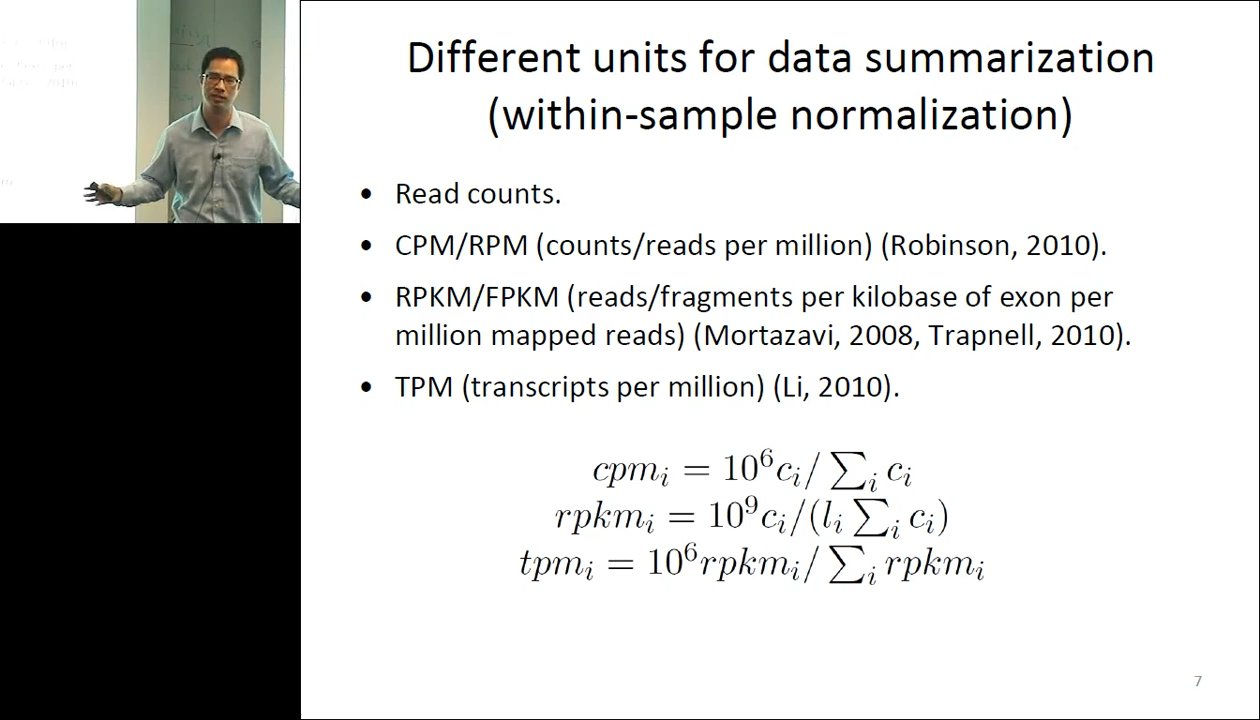 Different units for data summarization
(within-sample normalization)
• Read counts.
• CPM/RPM (counts/reads per million) (Robinson, 2010).
• RPKM/FPKM (reads/fragments per kilobase of exon per
million mapped reads) (Mortazavi, 2008, Trapnell, 2010).
• TPM (transcripts per million) (Li, 2010).
cpm_i = 10^6 c_i / ∑_i c_i
rpkm_i = 10^9 c_i / (l_i ∑_i c_i)
tpm_i = 10^6 rpkm_i / ∑_i rpkm_i
7